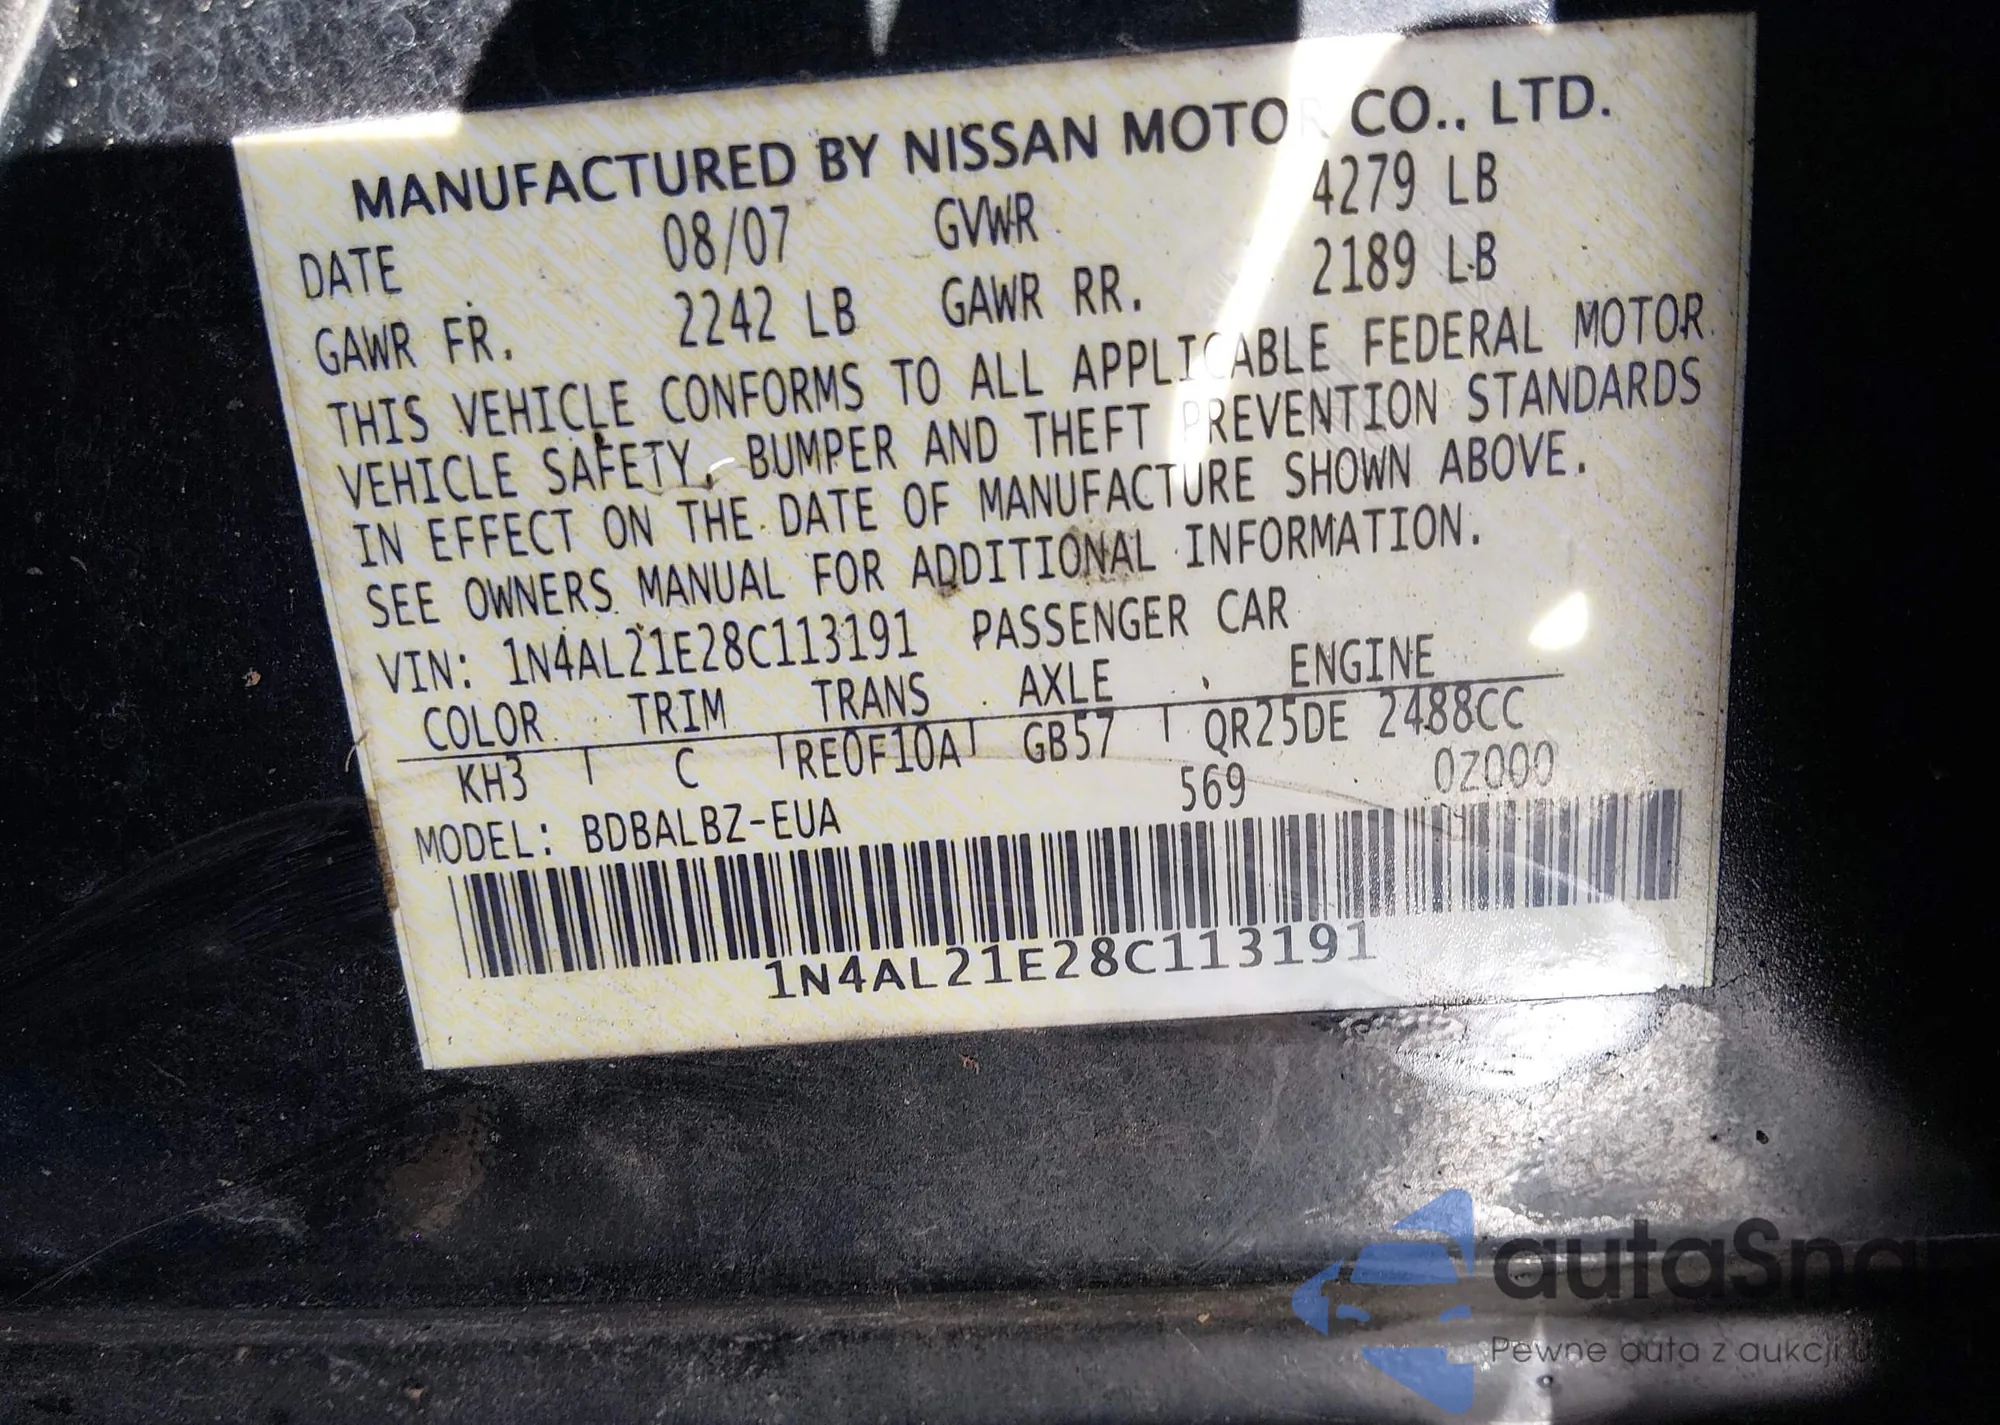 MANUFACTURED BY NISSAN MOTOR CO., LTD.
DATE 08/07 GVWR 4279 LB
GAWR FR. 2242 LB GAWR RR. 2189 LB
THIS VEHICLE CONFORMS TO ALL APPLICABLE FEDERAL MOTOR
VEHICLE SAFETY, BUMPER AND THEFT PREVENTION STANDARDS
IN EFFECT ON THE DATE OF MANUFACTURE SHOWN ABOVE.
SEE OWNERS MANUAL FOR ADDITIONAL INFORMATION.
VIN: 1N4AL21E28C113191 PASSENGER CAR
COLOR TRIM TRANS AXLE ENGINE
KH3 C RE0F10A GB57 QR25DE 2488CC
MODEL: BDBALBZ-EUA 569 0Z000
1N4AL21E28C113191
autaSna
Pewne auta z aukcji